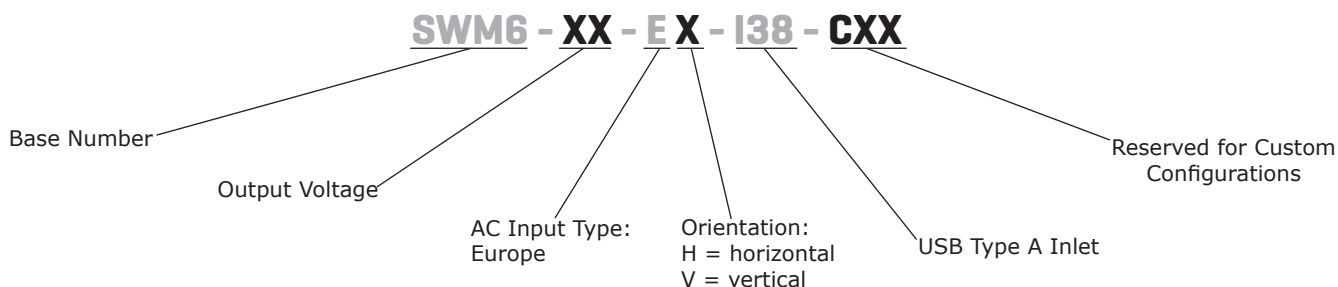 SWM6 - XX - E X - I38 - CXX
Base Number
Output Voltage
AC Input Type:
Europe
Orientation:
H = horizontal
V = vertical
USB Type A Inlet
Reserved for Custom
Configurations